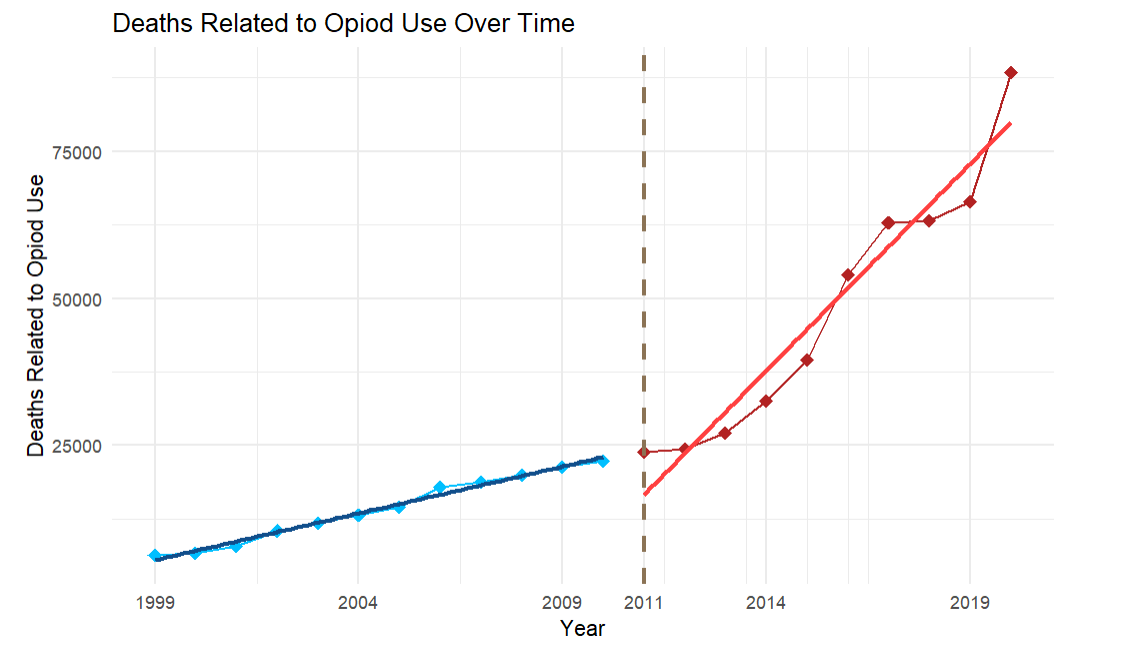 Deaths Related to Opiod Use Over Time
Deaths Related to Opiod Use
75000
50000
25000
1999 2004 2009 2011 2014 2019
Year